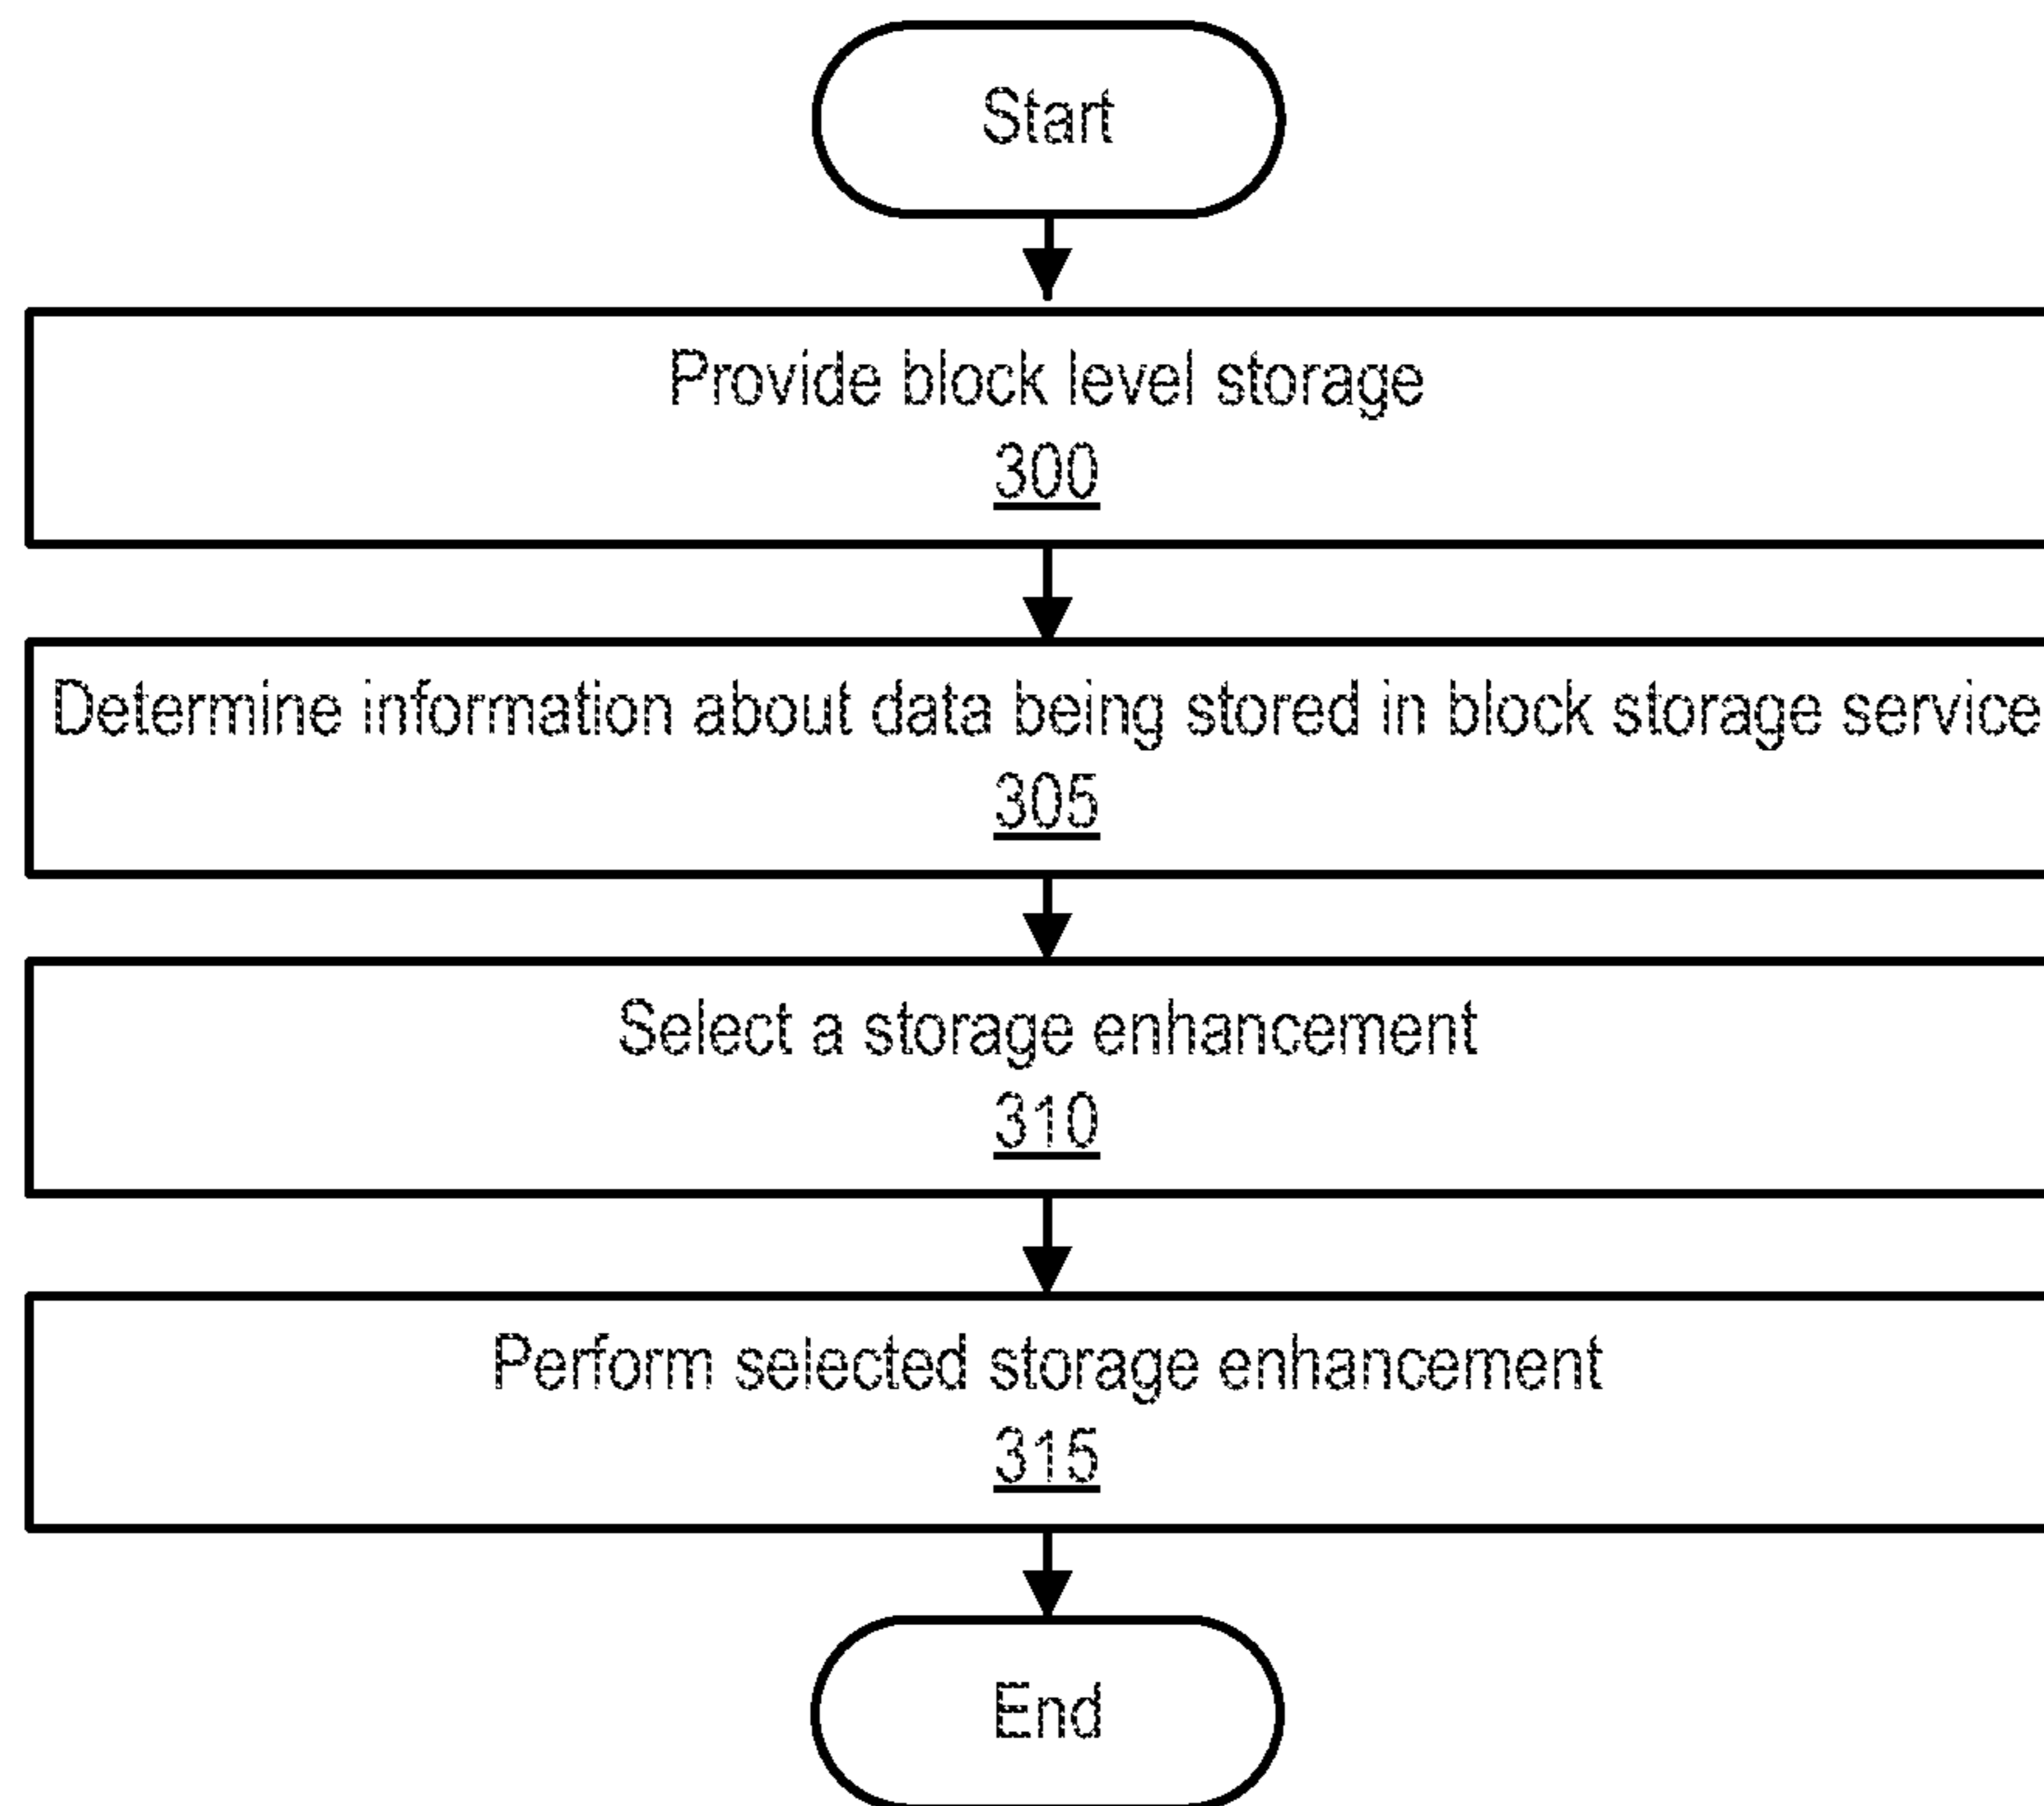 Start
Provide block level storage
300
Determine information about data being stored in block storage service
305
Select a storage enhancement
310
Perform selected storage enhancement
315
End